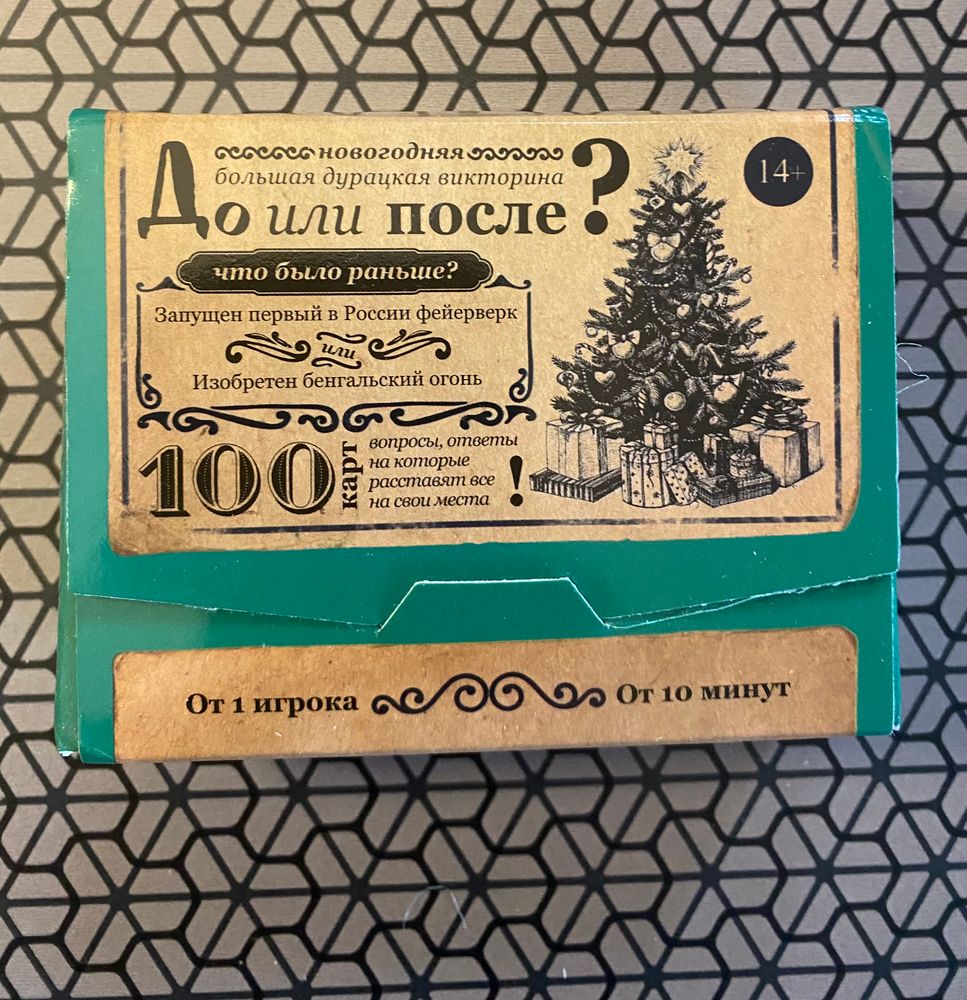 новогодняя
большая дурацкая викторина
До или после?
14+
что было раньше?
Запущен первый в России фейерверк
или
Изобретен бенгальский огонь
100 карт
вопросы, ответы
на которые
расставят все
на свои места
!
От 1 игрока От 10 минут